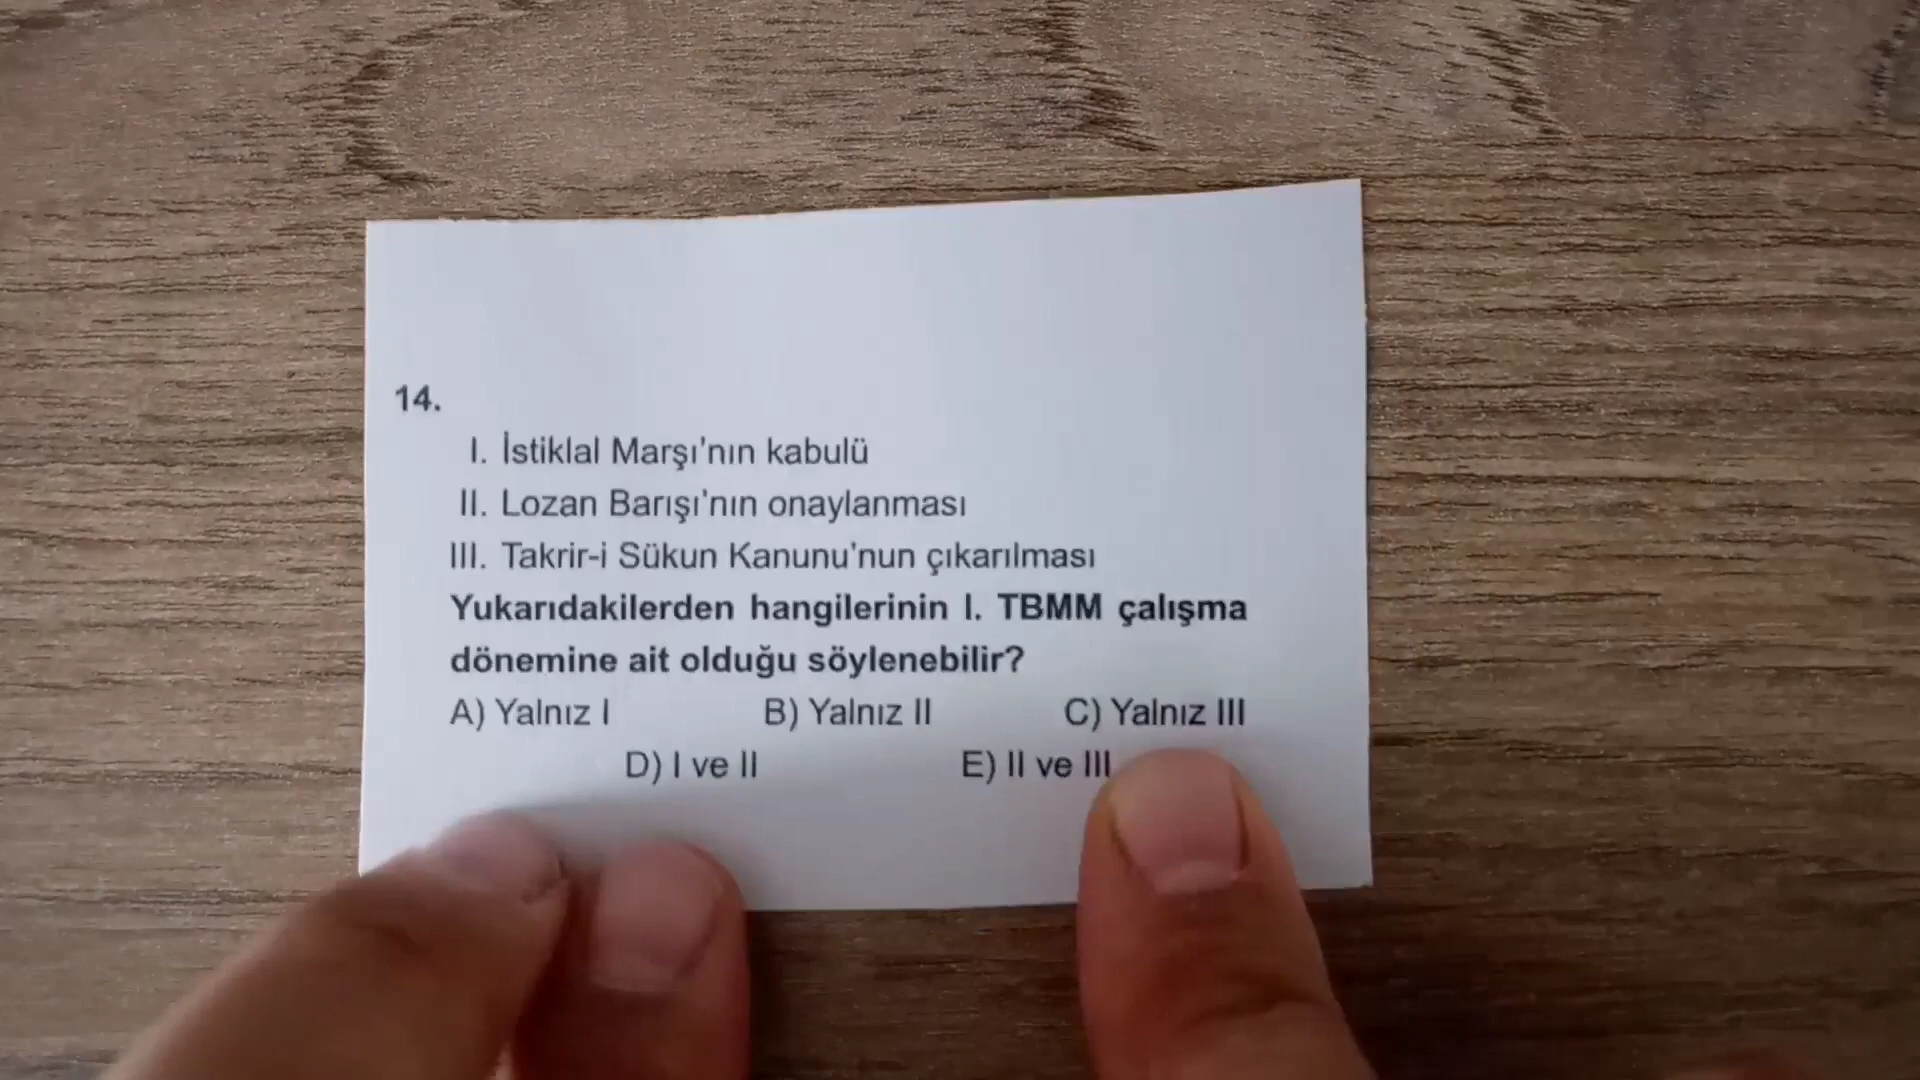 14.
I. İstiklal Marşı'nın kabulü
II. Lozan Barışı'nın onaylanması
III. Takrir-i Sükun Kanunu'nun çıkarılması
Yukarıdakilerden hangilerinin I. TBMM çalışma
dönemine ait olduğu söylenebilir?
A) Yalnız I B) Yalnız II C) Yalnız III
D) I ve II E) II ve III